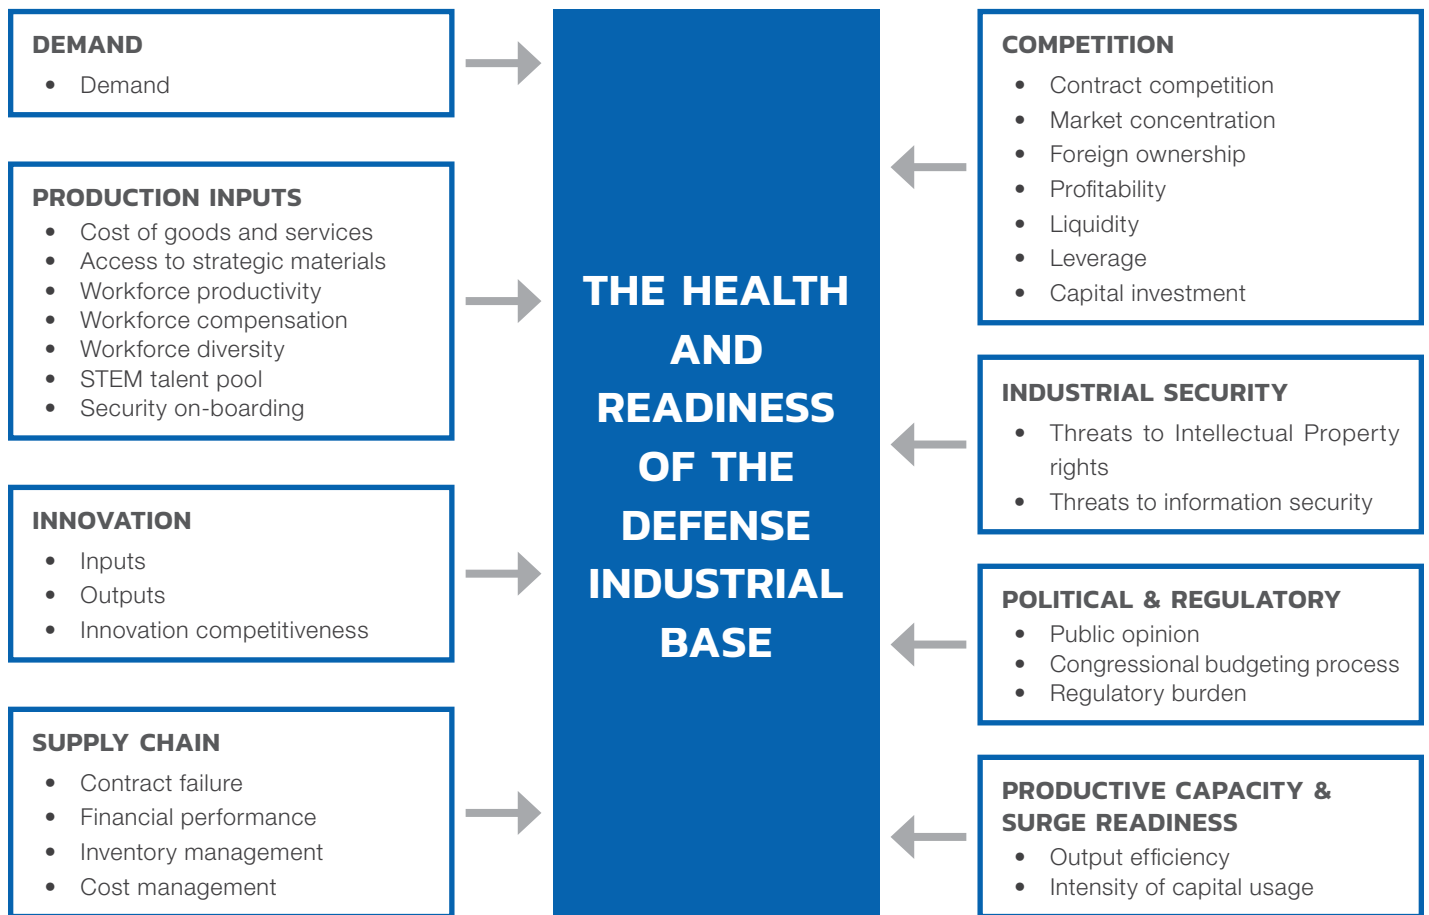 DEMAND
Demand
PRODUCTION INPUTS
Cost of goods and services
Access to strategic materials
Workforce productivity
Workforce compensation
Workforce diversity
STEM talent pool
Security on-boarding
INNOVATION
Inputs
Outputs
Innovation competitiveness
SUPPLY CHAIN
Contract failure
Financial performance
Inventory management
Cost management
THE HEALTH
AND
READINESS
OF THE
DEFENSE
INDUSTRIAL
BASE
COMPETITION
Contract competition
Market concentration
Foreign ownership
Profitability
Liquidity
Leverage
Capital investment
INDUSTRIAL SECURITY
Threats to Intellectual Property
rights
Threats to information security
POLITICAL & REGULATORY
Public opinion
Congressional budgeting process
Regulatory burden
PRODUCTIVE CAPACITY &
SURGE READINESS
Output efficiency
Intensity of capital usage